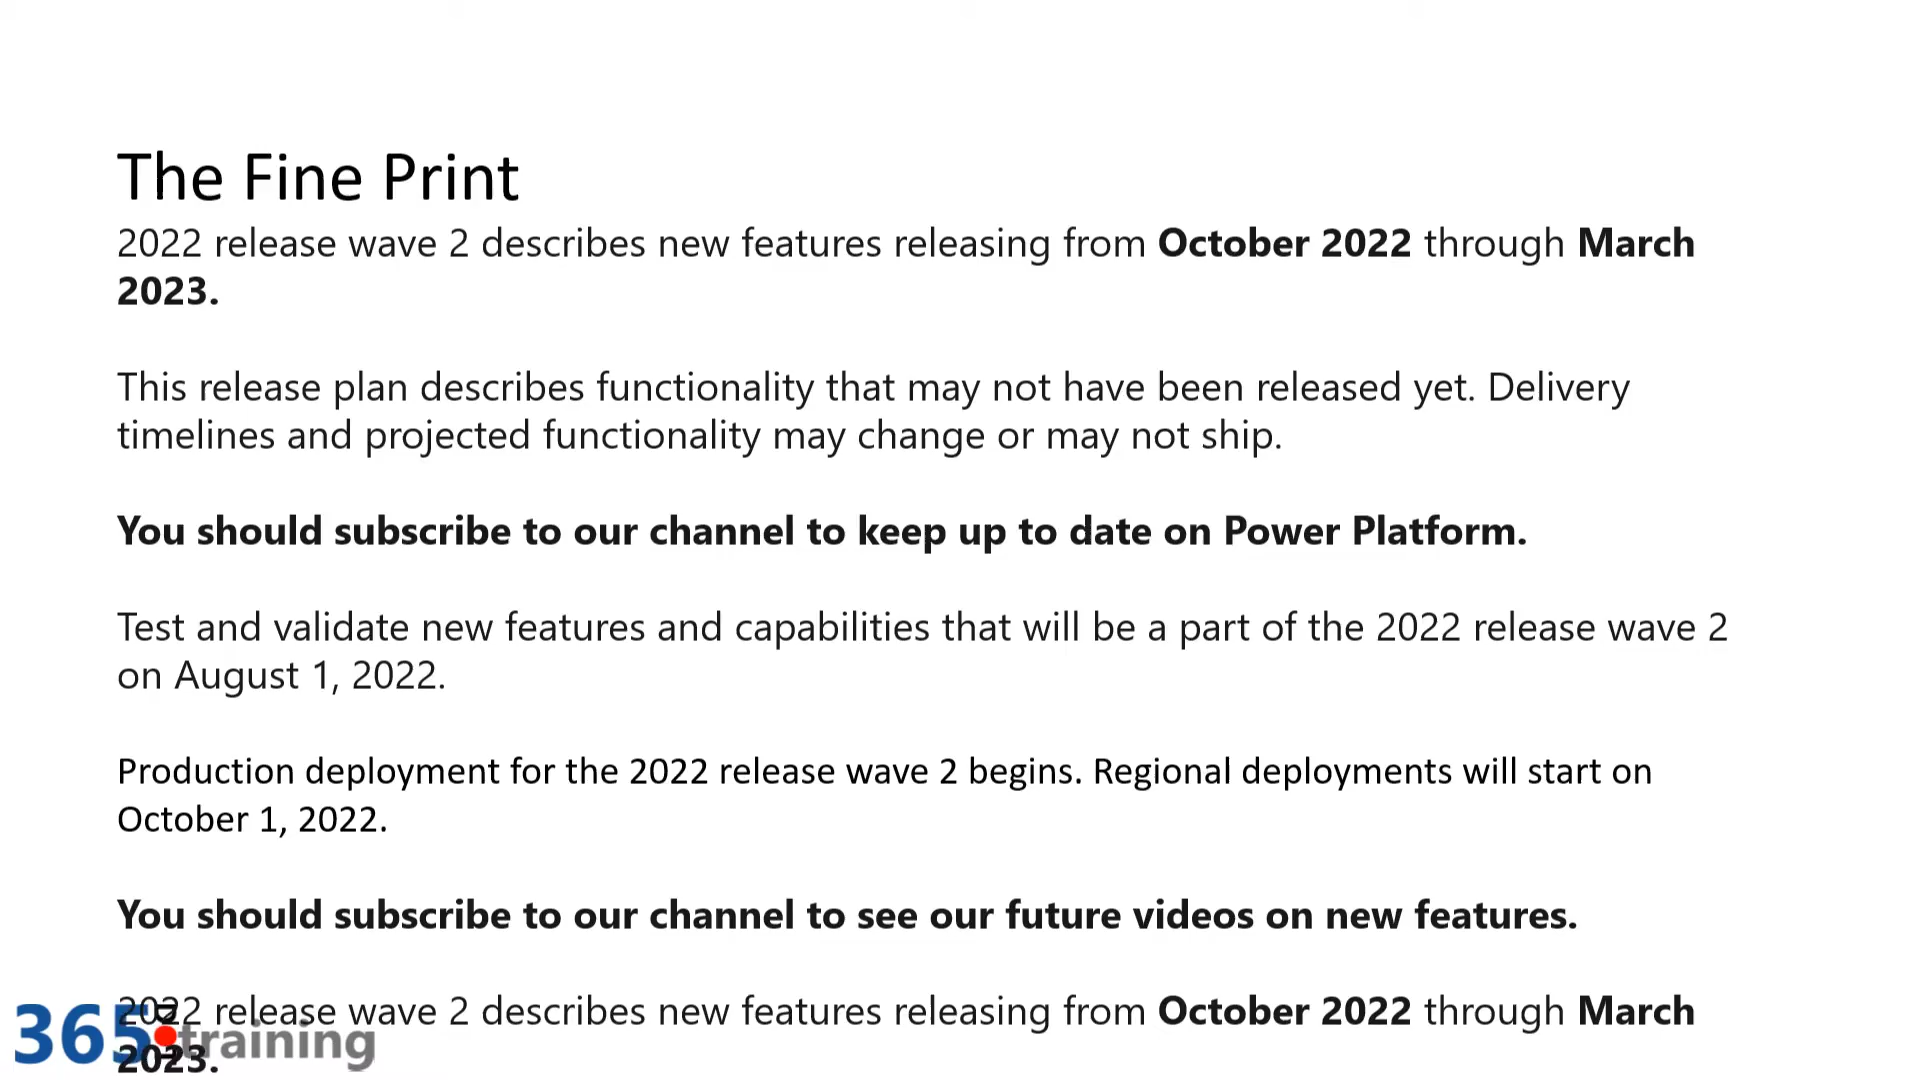 The Fine Print
2022 release wave 2 describes new features releasing from October 2022 through March
2023.
This release plan describes functionality that may not have been released yet. Delivery
timelines and projected functionality may change or may not ship.
You should subscribe to our channel to keep up to date on Power Platform.
Test and validate new features and capabilities that will be a part of the 2022 release wave 2
on August 1, 2022.
Production deployment for the 2022 release wave 2 begins. Regional deployments will start on
October 1, 2022.
You should subscribe to our channel to see our future videos on new features.
2022 release wave 2 describes new features releasing from October 2022 through March
2023.
365.training